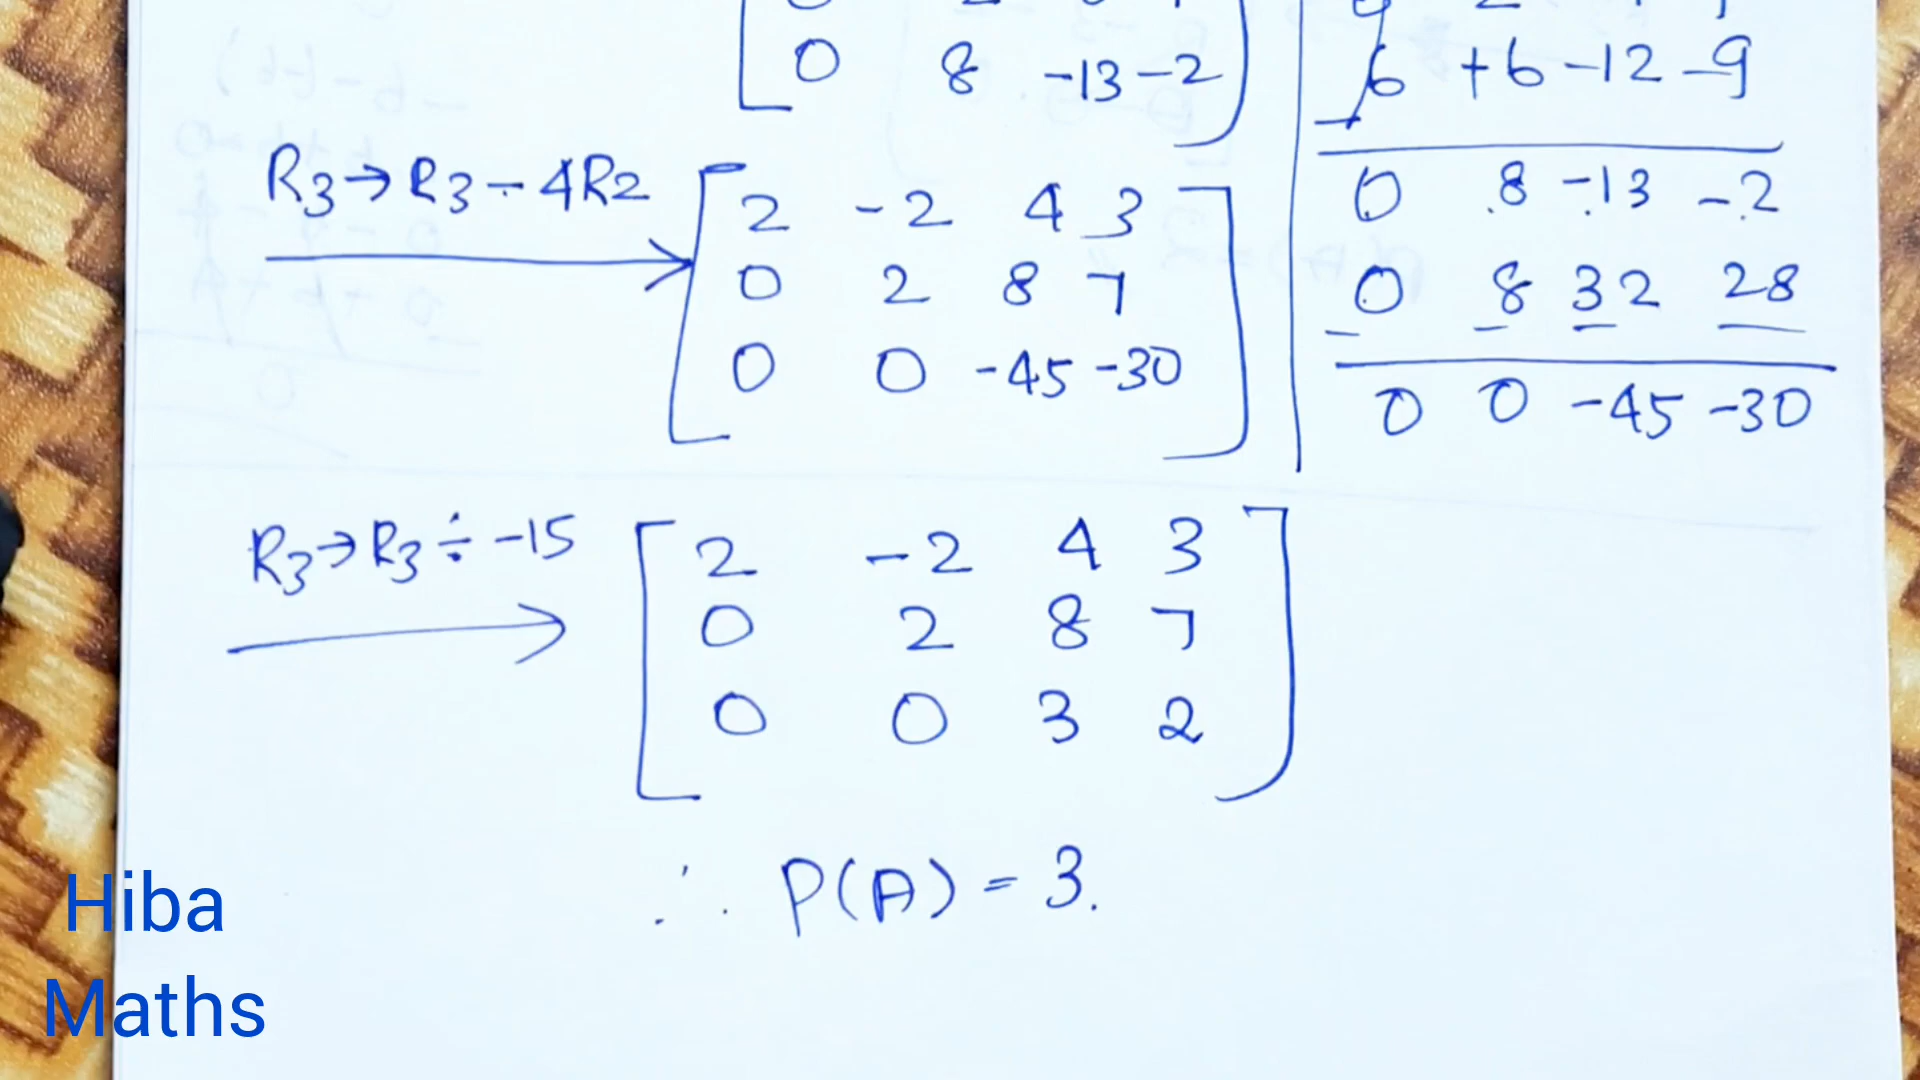 0 8 -13 -2
R3→R3-4R2
2 -2 4 3
0 2 8 7
0 0 -45 -30
6 +6 -12 -9
0 8 -13 -2
0 8 32 28
0 0 -45 -30
R3→R3÷-15
2 -2 4 3
0 2 8 7
0 0 3 2
∴ P(A) = 3.
Hiba
Maths